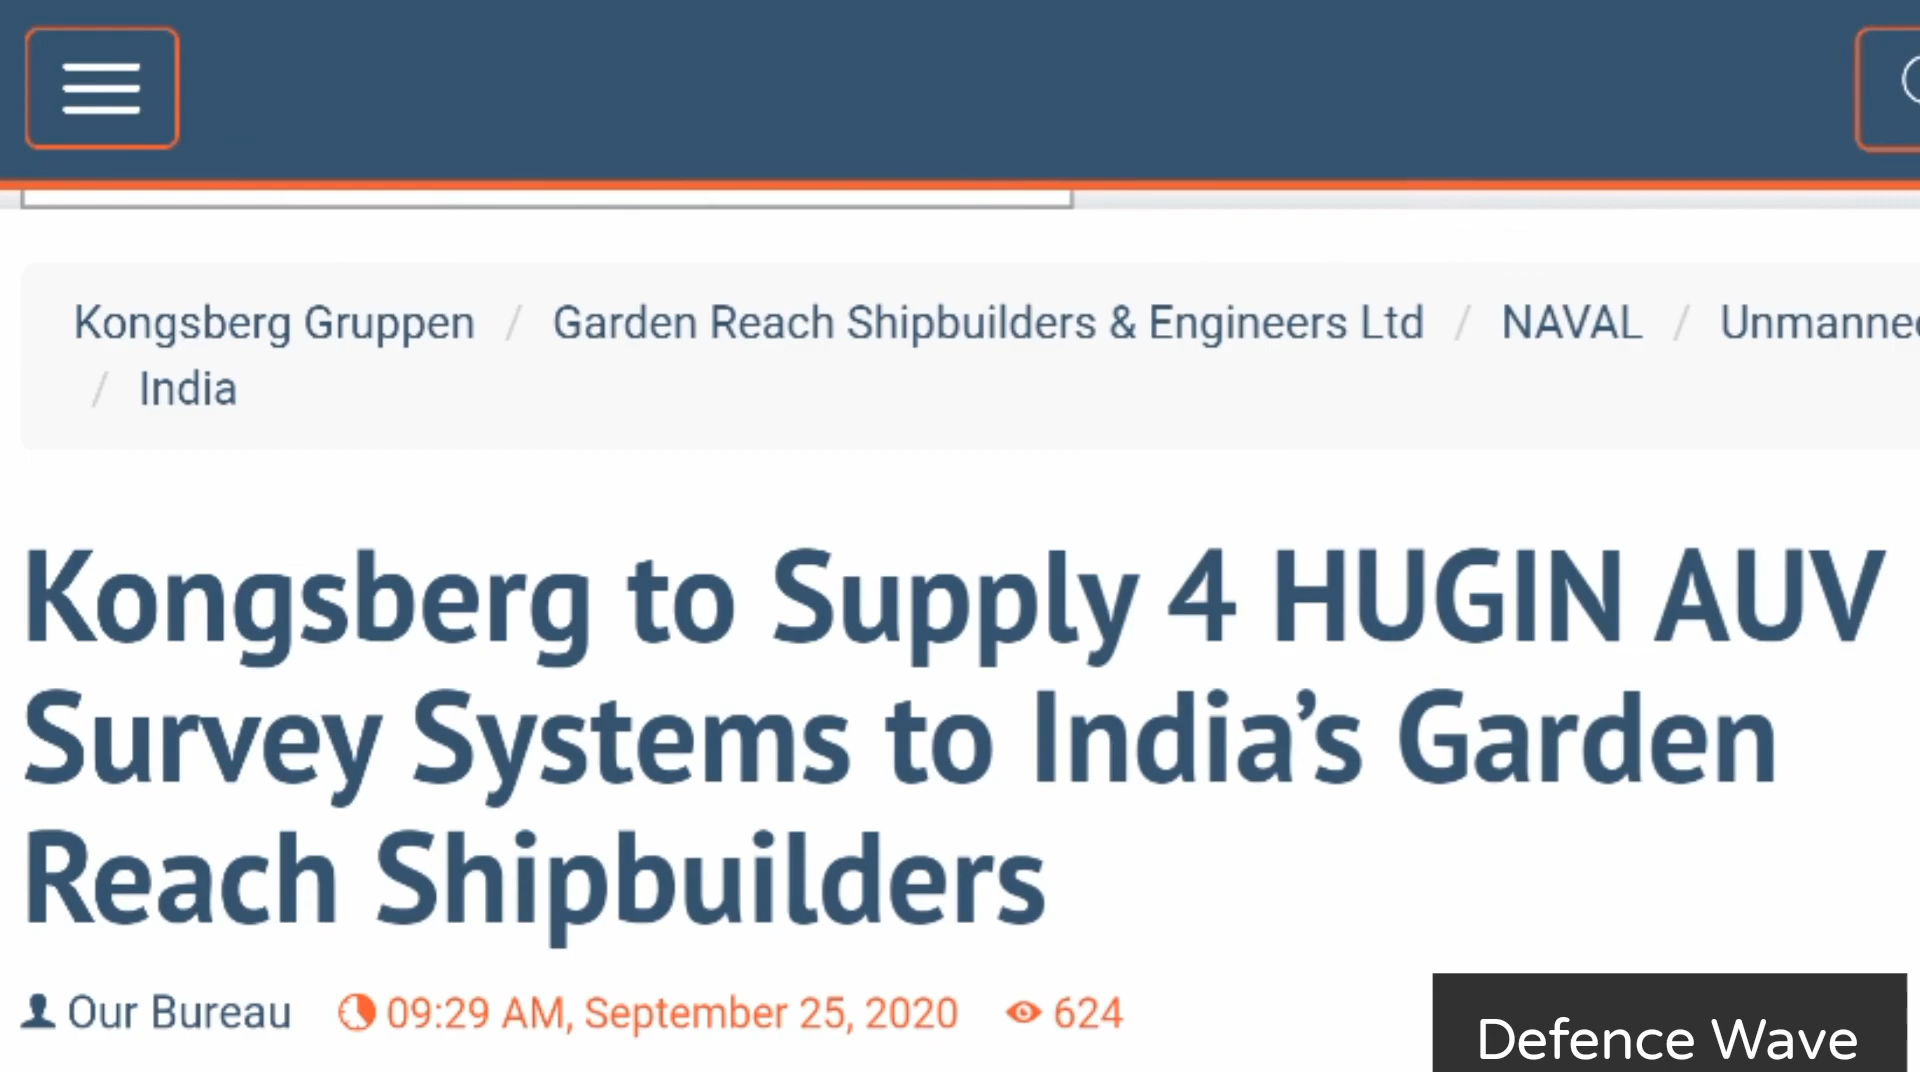 Kongsberg Gruppen / Garden Reach Shipbuilders & Engineers Ltd / NAVAL /
/ India
Kongsberg to Supply 4 HUGIN AUV
Survey Systems to India’s Garden
Reach Shipbuilders
Our Bureau 09:29 AM, September 25, 2020 624
Defence Wave